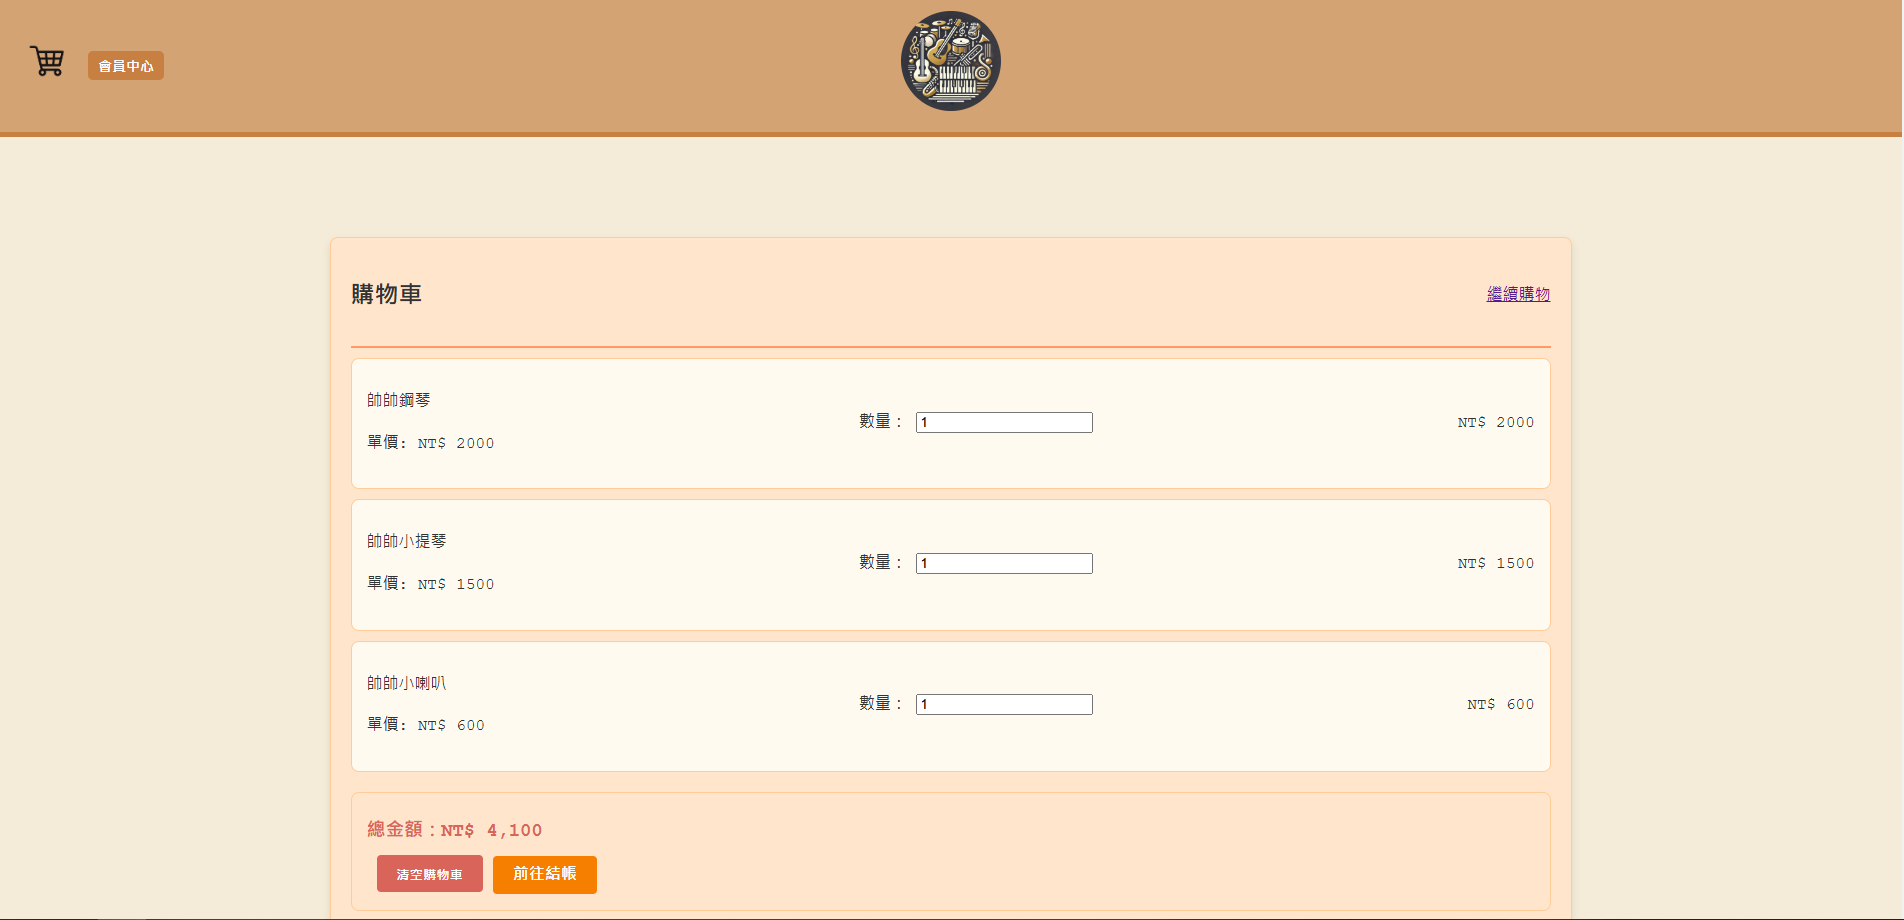 會員中心
購物車
繼續購物
帥帥鋼琴
單價: NT$ 2000
數量：
1
NT$ 2000
帥帥小提琴
單價: NT$ 1500
數量：
1
NT$ 1500
帥帥小喇叭
單價: NT$ 600
數量：
1
NT$ 600
總金額：NT$ 4,100
清空購物車
前往結帳